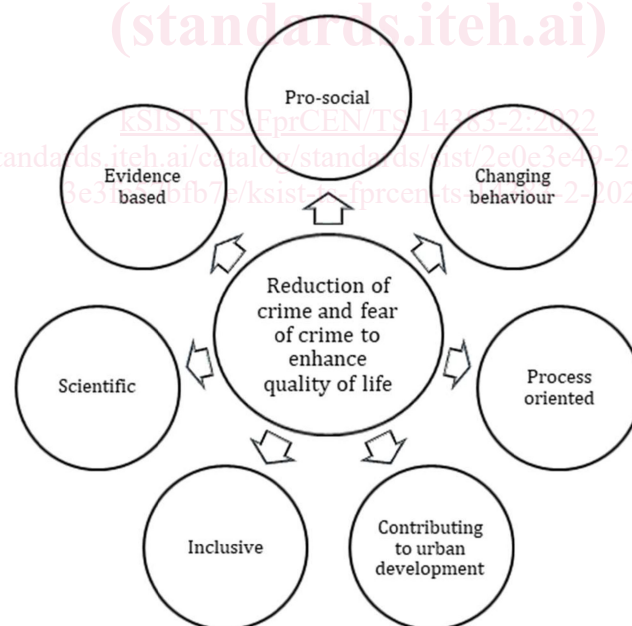 (standards.iteh.ai)
Pro-social
kSIST-TS FprCEN/TS 14383-2:2022
Evidence
based
Changing
behaviour
Reduction of
crime and fear
of crime to
enhance
quality of life
Scientific
Process
oriented
Inclusive
Contributing
to urban
development